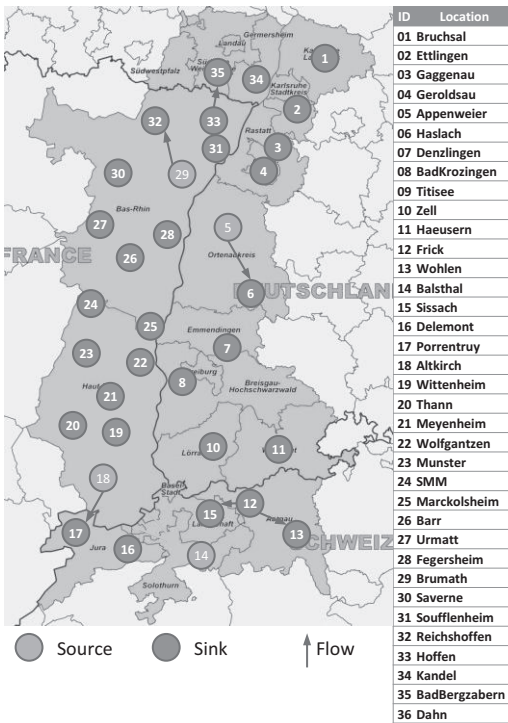 ID Location
01 Bruchsal
02 Ettlingen
03 Gaggenau
04 Geroldsau
05 Appenweier
06 Haslach
07 Denzlingen
08 BadKrozingen
09 Titisee
10 Zell
11 Haeusern
12 Frick
13 Wohlen
14 Balsthal
15 Sissach
16 Delemont
17 Porrentruy
18 Altkirch
19 Wittenheim
20 Thann
21 Meyenheim
22 Wolfgantzen
23 Munster
24 SMM
25 Marckolsheim
26 Barr
27 Urmatt
28 Fegersheim
29 Brumath
30 Saverne
31 Soufflenheim
32 Reichshoffen
33 Hoffen
34 Kandel
35 BadBergzabern
36 Dahn
Germersheim
Landau
1
Südwestpfalz
35
34
Karlsruhe
Stadtkreis
2
32
33
Rastatt
31
3
4
30
29
Bas-Rhin
27
28
5
26
Ortenaukreis
FRANCE
6
24
25
Emmendingen
23
22
7
8
Breisgau-
Hochschwarzwald
21
20
19
10
11
18
Basel
Stadt
12
15
17
Jura
16
14
13
SCHWEIZ
Solothurn
Source
Sink
Flow